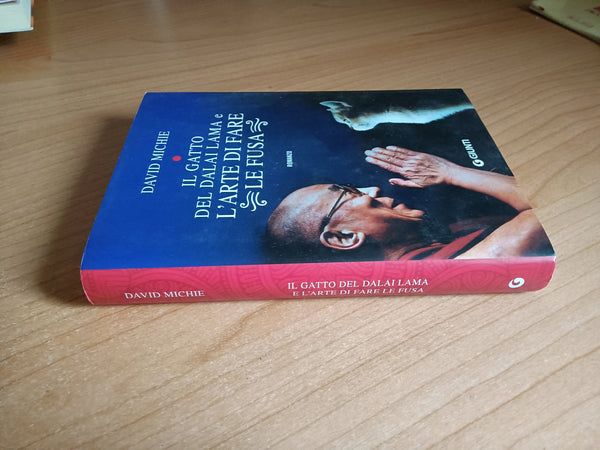 DAVID MICHIE
IL GATTO
DEL DALAI LAMA e
L'ARTE DI FARE
LE FUSA
ROMANZO
GIUNTI
DAVID MICHIE
IL GATTO DEL DALAI LAMA
E L'ARTE DI FARE LE FUSA